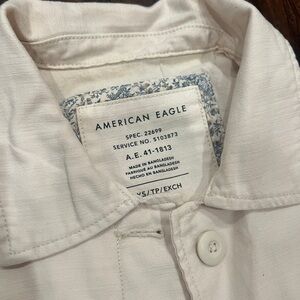 AMERICAN EAGLE
SPEC. 22699
SERVICE NO. 5103873
A.E. 41-1813
MADE IN BANGLADESH
FABRIQUÉ AU BANGLADESH
HECHO EN BANGLADESH
XS/TP/EXCH